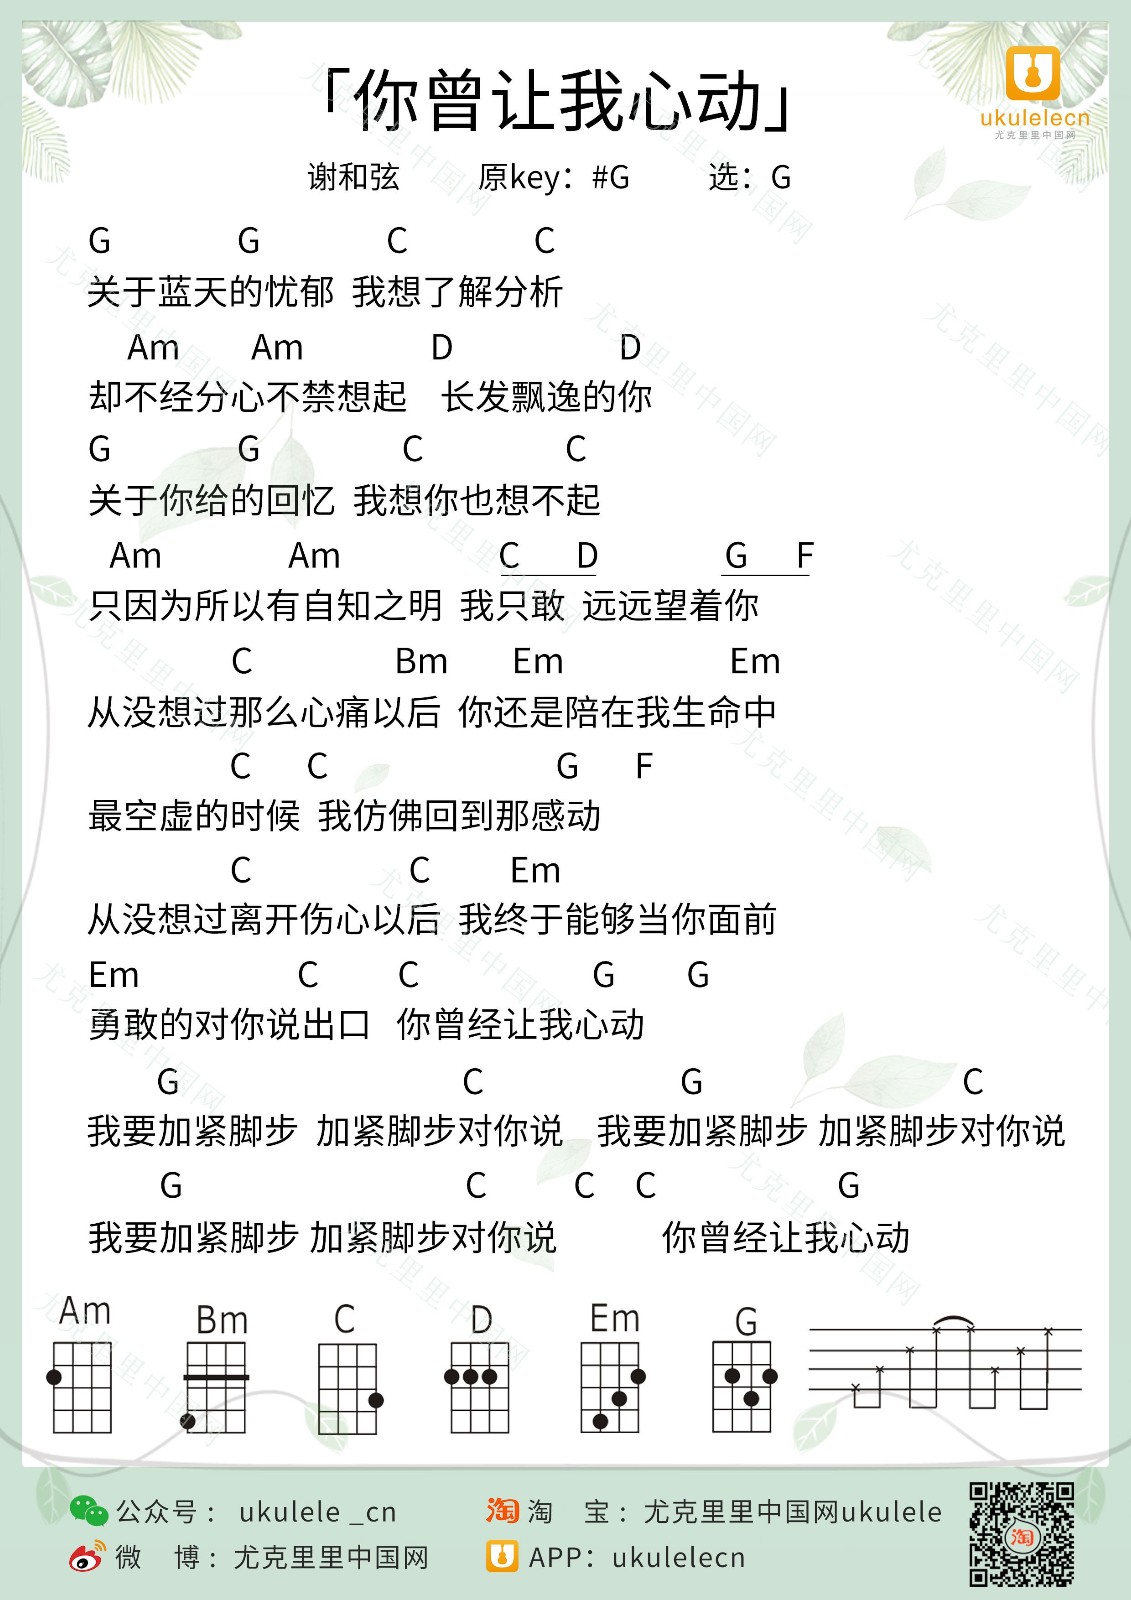 「你曾让我心动」
ukulelecn
尤克里里中国网
谢和弦 原key：#G 选：G
G G C C
关于蓝天的忧郁 我想了解分析
Am Am D D
却不经分心不禁想起 长发飘逸的你
G G C C
关于你给的回忆 我想你也想不起
Am Am C D G F
只因为所以有自知之明 我只敢 远远望着你
C Bm Em Em
从没想过那么心痛以后 你还是陪在我生命中
C C G F
最空虚的时候 我仿佛回到那感动
C C Em
从没想过离开伤心以后 我终于能够当你面前
Em C C G G
勇敢的对你说出口 你曾经让我心动
G C G C
我要加紧脚步 加紧脚步对你说 我要加紧脚步 加紧脚步对你说
G C C C G
我要加紧脚步 加紧脚步对你说 你曾经让我心动
Am Bm C D Em G
公众号： ukulele _cn 淘 淘 宝：尤克里里中国网ukulele
微 博：尤克里里中国网 APP：ukulelecn
淘